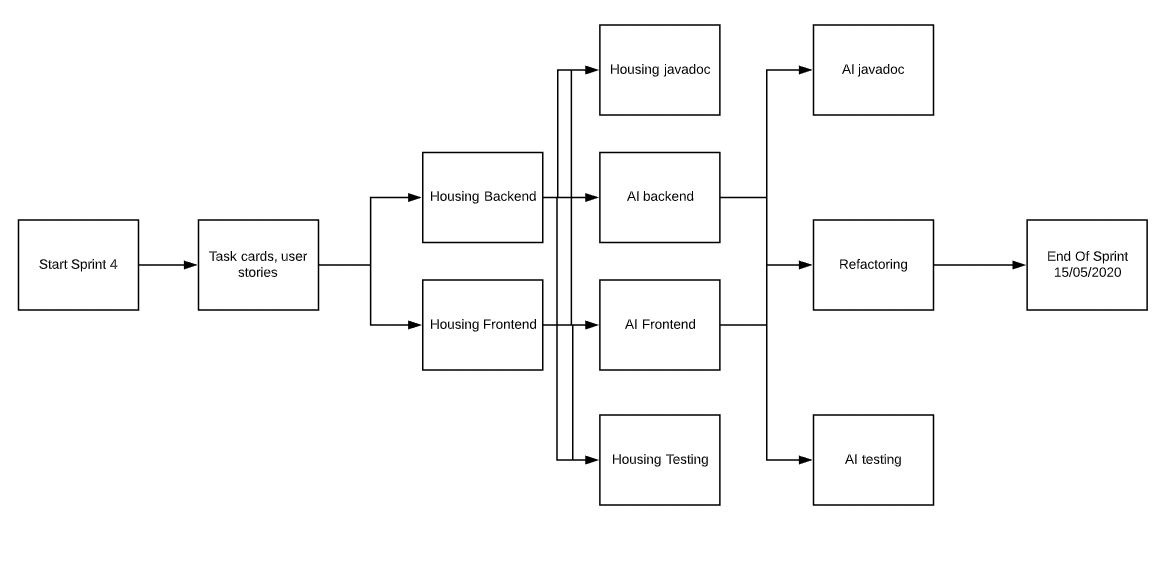 Start Sprint 4
Task cards, user
stories
Housing Backend
Housing Frontend
Housing javadoc
AI backend
AI Frontend
Housing Testing
AI javadoc
Refactoring
AI testing
End Of Sprint
15/05/2020